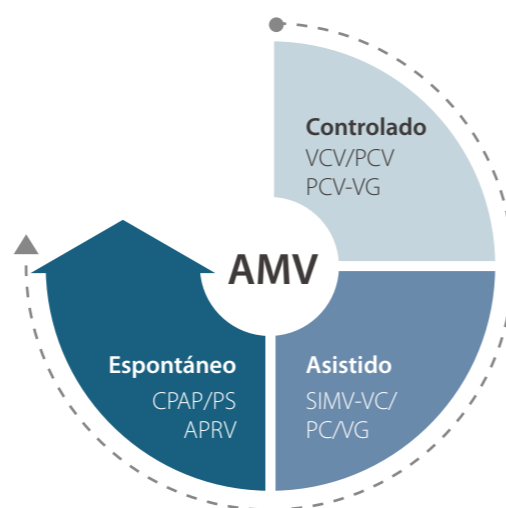 Controlado
VCV/PCV
PCV-VG
AMV
Asistido
SIMV-VC/
PC/VG
Espontáneo
CPAP/PS
APRV